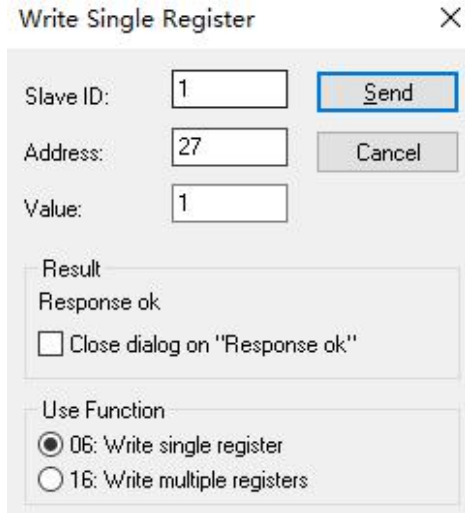 Write Single Register
Slave ID: 1 Send
Address: 27 Cancel
Value: 1
Result
Response ok
Close dialog on "Response ok"
Use Function
06: Write single register
16: Write multiple registers